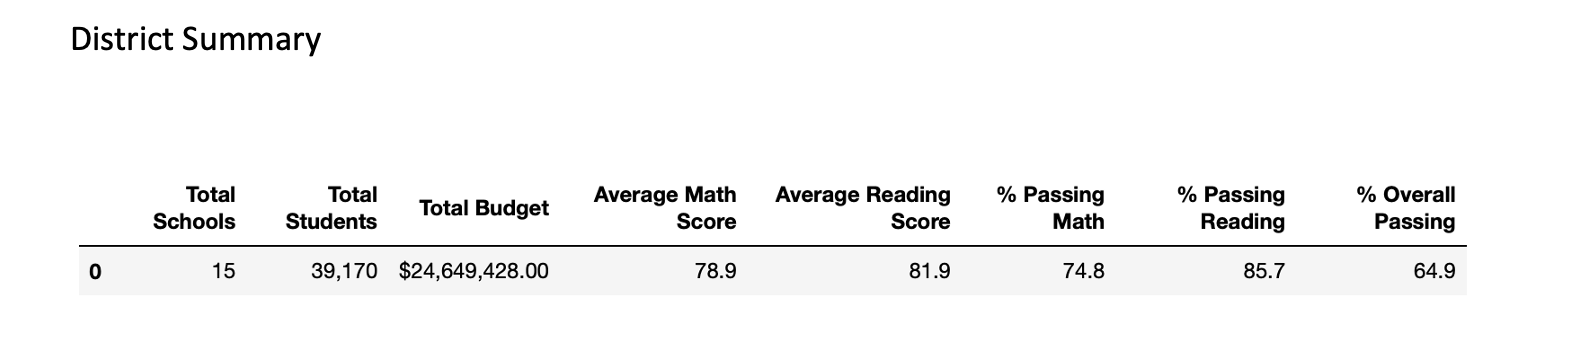 District Summary
Total Schools Total Students Total Budget Average Math Score Average Reading Score % Passing Math % Passing Reading % Overall Passing
0 15 39,170 $24,649,428.00 78.9 81.9 74.8 85.7 64.9